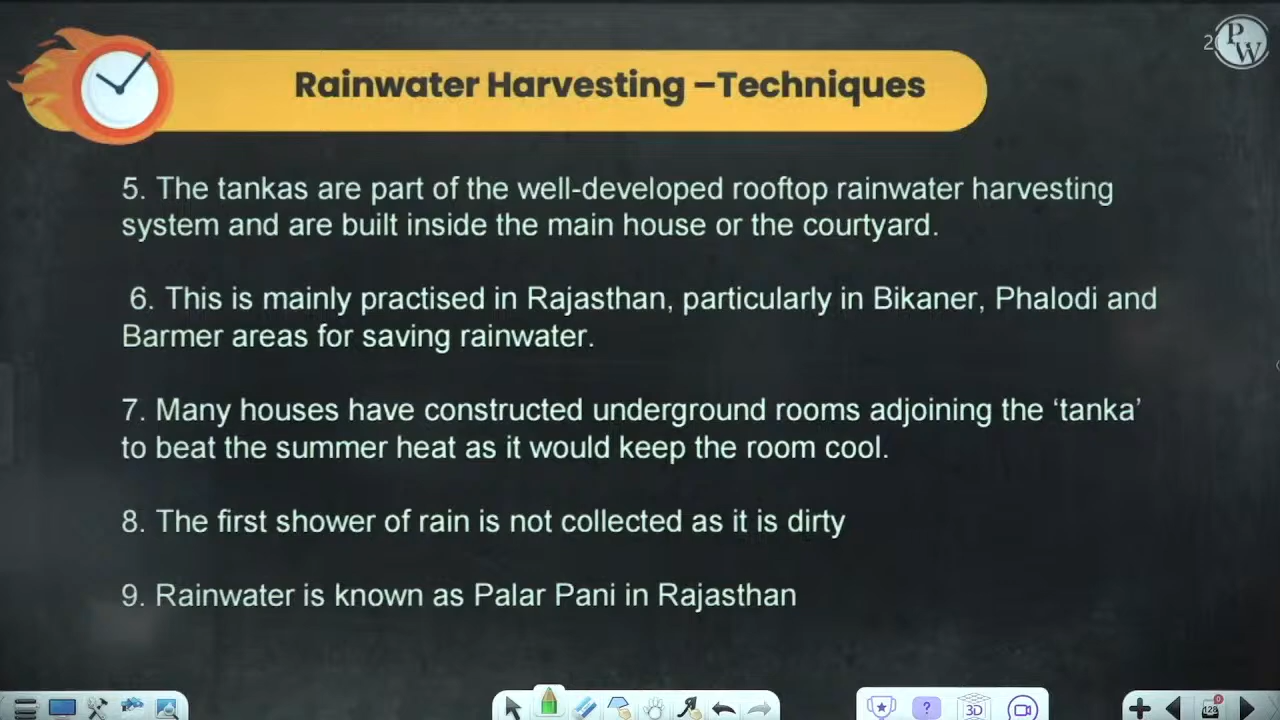 2
PW
Rainwater Harvesting –Techniques
5. The tankas are part of the well-developed rooftop rainwater harvesting
system and are built inside the main house or the courtyard.
6. This is mainly practised in Rajasthan, particularly in Bikaner, Phalodi and
Barmer areas for saving rainwater.
7. Many houses have constructed underground rooms adjoining the ‘tanka’
to beat the summer heat as it would keep the room cool.
8. The first shower of rain is not collected as it is dirty
9. Rainwater is known as Palar Pani in Rajasthan
?
3D
128